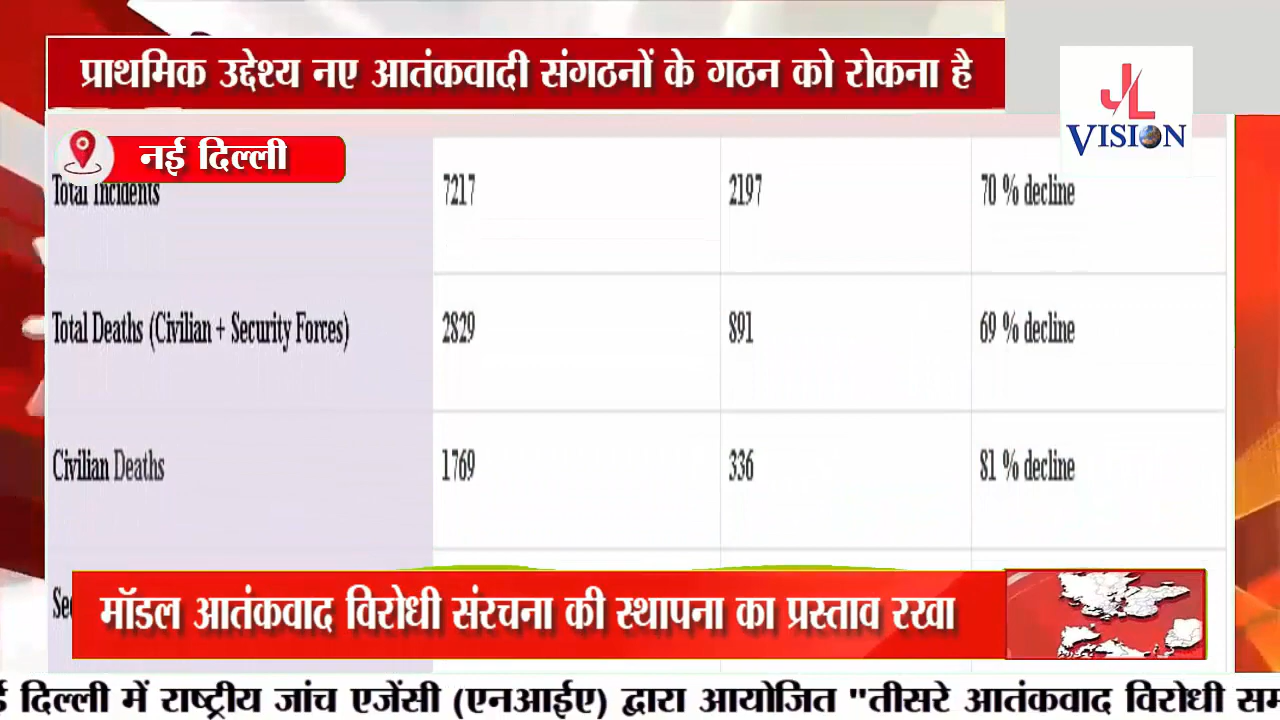 प्राथमिक उद्देश्य नए आतंकवादी संगठनों के गठन को रोकना है
JL
VISION
नई दिल्ली
Total Incidents 7217 2197 70 % decline
Total Deaths (Civilian + Security Forces) 2829 891 69 % decline
Civilian Deaths 1769 336 81 % decline
मॉडल आतंकवाद विरोधी संरचना की स्थापना का प्रस्ताव रखा
दिल्ली में राष्ट्रीय जांच एजेंसी (एनआईए) द्वारा आयोजित "तीसरे आतंकवाद विरोधी